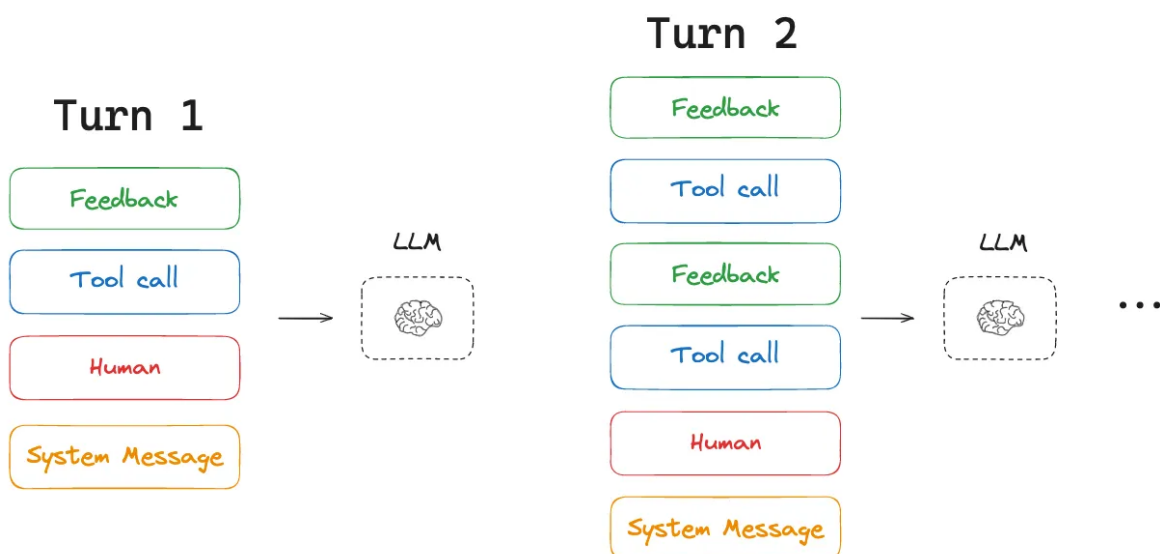 Turn 1
Feedback
Tool call
Human
System Message
LLM
Turn 2
Feedback
Tool call
Feedback
Tool call
Human
System Message
LLM
...